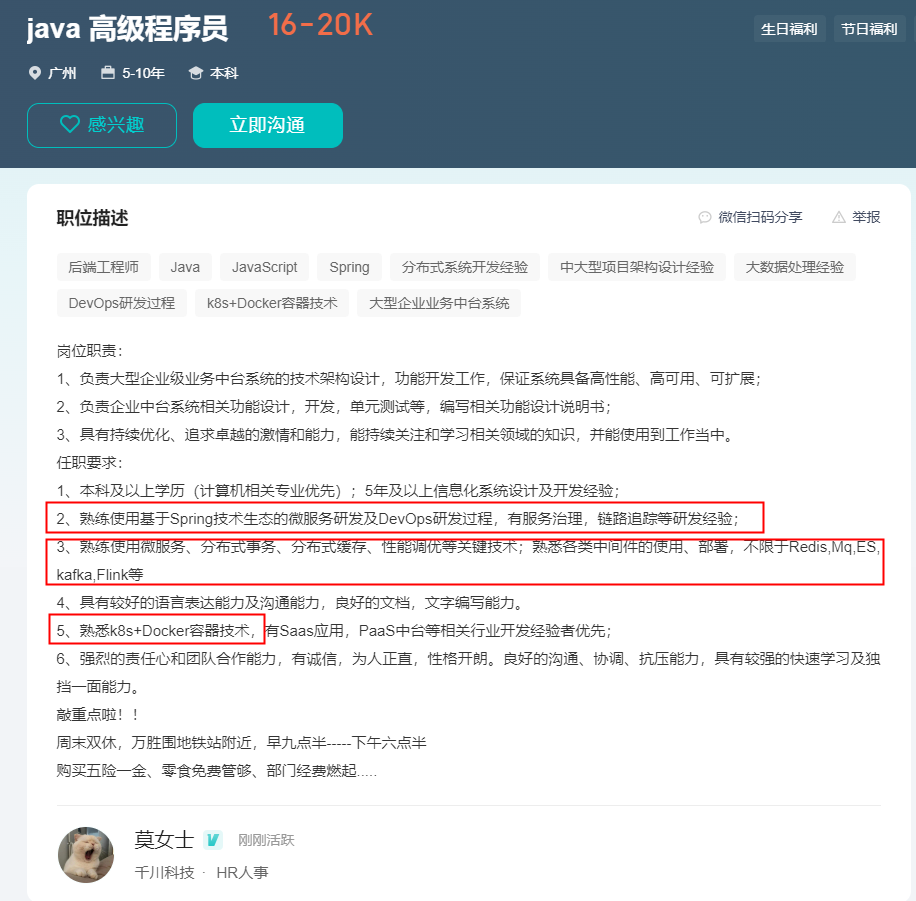 java 高级程序员 16-20K
生日福利 节日福利
广州 5-10年 本科
感兴趣 立即沟通
职位描述
微信扫码分享 举报
后端工程师 Java JavaScript Spring 分布式系统开发经验 中大型项目架构设计经验 大数据处理经验
DevOps研发过程 k8s+Docker容器技术 大型企业业务中台系统
岗位职责：
1、负责大型企业级业务中台系统的技术架构设计，功能开发工作，保证系统具备高性能、高可用、可扩展；
2、负责企业中台系统相关功能设计，开发，单元测试等，编写相关功能设计说明书；
3、具有持续优化、追求卓越的激情和能力，能持续关注和学习相关领域的知识，并能使用到工作当中。
任职要求：
1、本科及以上学历（计算机相关专业优先）；5年及以上信息化系统设计及开发经验；
2、熟练使用基于Spring技术生态的微服务研发及DevOps研发过程，有服务治理，链路追踪等研发经验；
3、熟练使用微服务、分布式事务、分布式缓存、性能调优等关键技术；熟悉各类中间件的使用、部署，不限于Redis,Mq,ES,
kafka,Flink等
4、具有较好的语言表达能力及沟通能力，良好的文档，文字编写能力。
5、熟悉k8s+Docker容器技术，有Saas应用，PaaS中台等相关行业开发经验者优先；
6、强烈的责任心和团队合作能力，有诚信，为人正直，性格开朗。良好的沟通、协调、抗压能力，具有较强的快速学习及独
挡一面能力。
敲重点啦！！
周末双休，万胜围地铁站附近，早九点半-----下午六点半
购买五险一金、零食免费管够、部门经费燃起.....
莫女士 刚刚活跃
千川科技 · HR人事